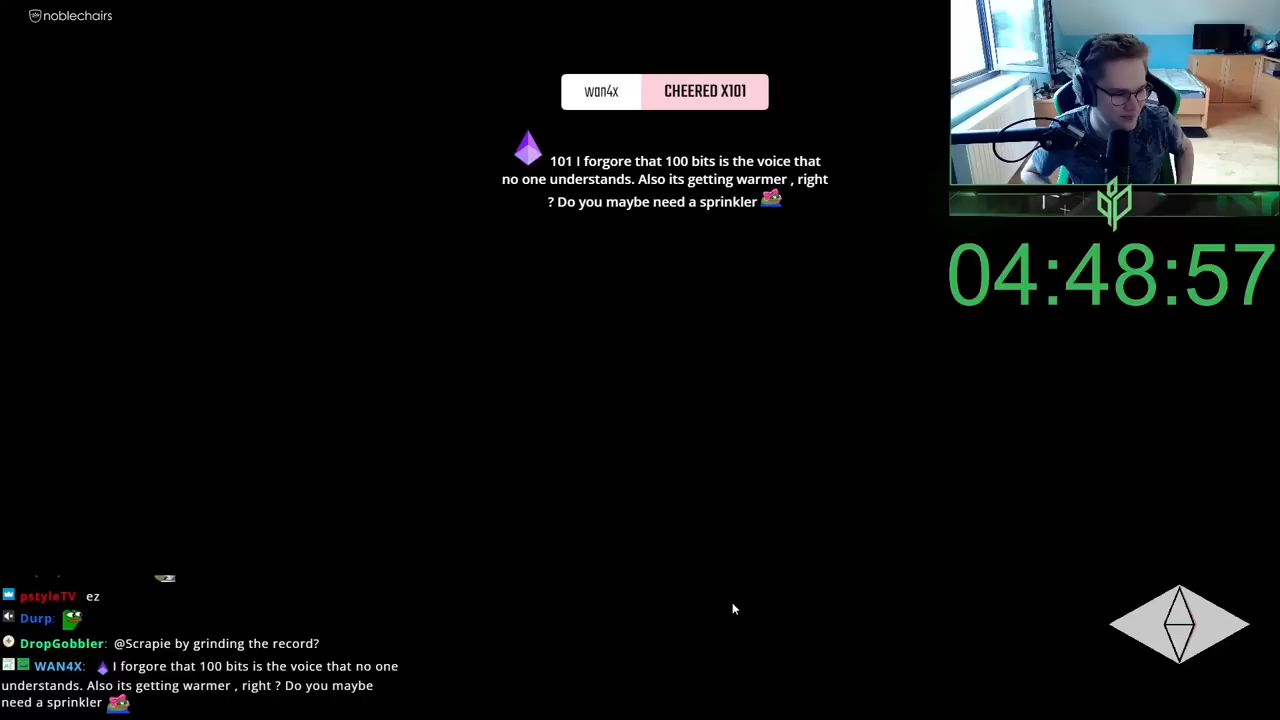 noblechairs
wan4x CHEERED X101
101 I forgore that 100 bits is the voice that
no one understands. Also its getting warmer , right
? Do you maybe need a sprinkler
04:48:57
pstyleTV ez
Durp:
DropGobbler: @Scrapie by grinding the record?
WAN4X: I forgore that 100 bits is the voice that no one
understands. Also its getting warmer , right ? Do you maybe
need a sprinkler